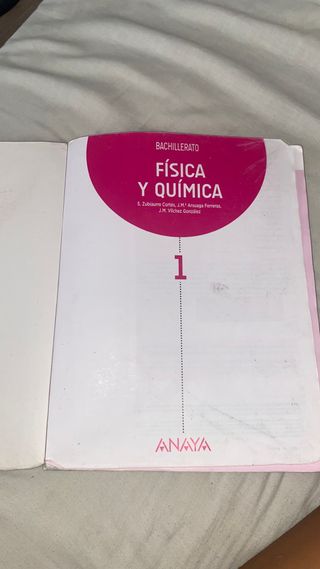 BACHILLERATO
FÍSICA
Y QUÍMICA
S. Zubiaurre Cortés, J.M.ª Arsuaga Ferreras,
J.M. Vílchez González
1
ANAYA